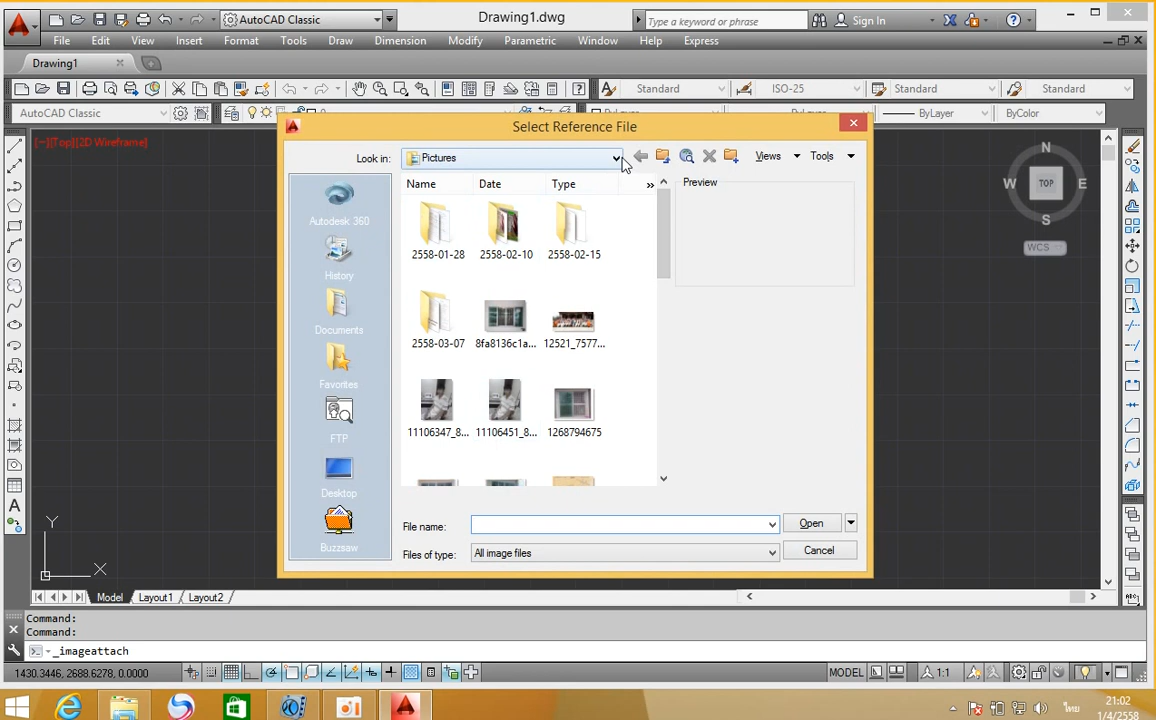 AutoCAD Classic
Drawing1.dwg
Type a keyword or phrase
Sign In
File Edit View Insert Format Tools Draw Dimension Modify Parametric Window Help Express
Drawing1
Standard ISO-25 Standard Standard
AutoCAD Classic
0
ByLayer
ByColor
[−][Top][2D Wireframe]
Select Reference File
Look in: Pictures
Views Tools
Name Date Type
»
Preview
Autodesk 360
History
Documents
Favorites
FTP
Desktop
Buzzsaw
2558-01-28 2558-02-10 2558-02-15
2558-03-07 8fa8136c1a... 12521_7577...
11106347_8... 11106451_8... 1268794675
File name: Open
Files of type: All image files Cancel
N
W TOP E
S
WCS
Y
X
Model Layout1 Layout2
Command:
Command:
_imageattach
1430.3446, 2688.6278, 0.0000
MODEL
1:1
ไทย
21:02
1/4/2558